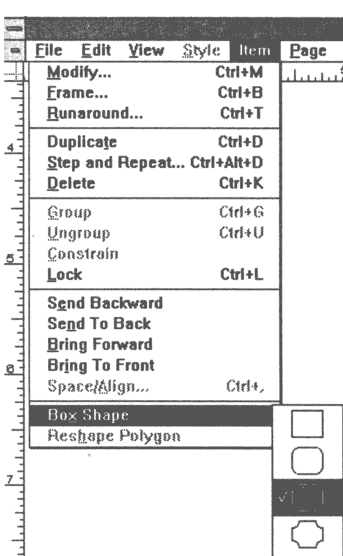 File Edit View Style Item Page
Modify... Ctrl+M
Frame... Ctrl+B
Runaround... Ctrl+T
Duplicate Ctrl+D
Step and Repeat... Ctrl+Alt+D
Delete Ctrl+K
Group Ctrl+G
Ungroup Ctrl+U
Constrain
Lock Ctrl+L
Send Backward
Send To Back
Bring Forward
Bring To Front
Space/Align... Ctrl+,
Box Shape
Reshape Polygon
4
5
6
7